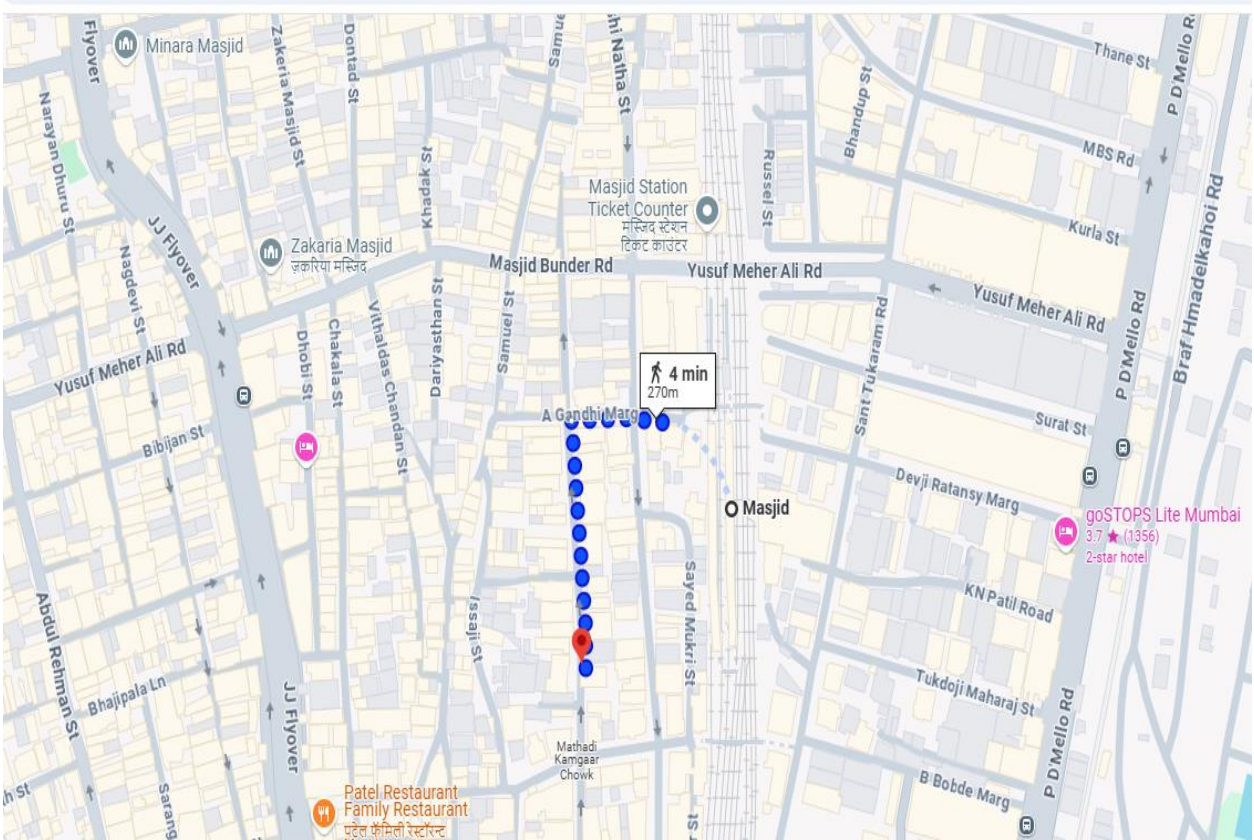 Flyover
Minara Masjid
Zakeria Masjid St
Dontad St
Samue
hi Natha St
Thane St
P D'Mello Rd
Narayan Dhuru St
Khadak St
Bhandup St
MBS Rd
Masjid Station
Ticket Counter
मस्जिद स्टेशन
टिकट काउंटर
Russel St
Kurla St
JJ Flyover
Zakaria Masjid
ज़करिया मस्जिद
Masjid Bunder Rd
Yusuf Meher Ali Rd
Yusuf Meher Ali Rd
Braf Hmadelkahoi Rd
Nagdevi St
Yusuf Meher Ali Rd
Dhobi St
Chakala St
Vithaldas Chandan St
Dariyasthan St
Samuel St
Sant Tukaram Rd
P D'Mello Rd
4 min
270m
A Gandhi Marg
Surat St
Bibijan St
Devji Ratansy Marg
Masjid
goSTOPS Lite Mumbai
3.7 ★ (1356)
2-star hotel
KN Patil Road
Abdul Rehman St
Issaji St
Sayed Mukri St
Bhajipala Ln
JJ Flyover
Tukdoji Maharaj St
P D'Mello Rd
Mathadi
Kamgaar
Chowk
B Bobde Marg
Patel Restaurant
Family Restaurant
पटेल फॅमिली रेस्टॉरन्ट
th St
Sarang
r St